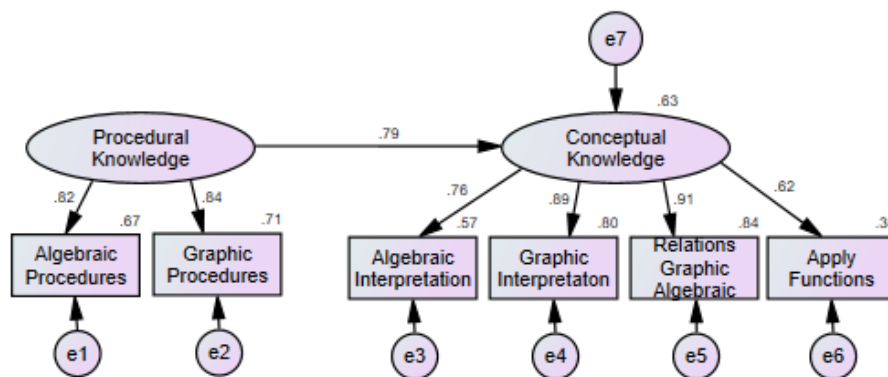 e7
.63
Procedural
Knowledge
.79
Conceptual
Knowledge
.82
.84
.76
.89
.91
.62
.67
.71
.57
.80
.84
.3
Algebraic
Procedures
Graphic
Procedures
Algebraic
Interpretation
Graphic
Interpretaton
Relations
Graphic
Algebraic
Apply
Functions
e1
e2
e3
e4
e5
e6